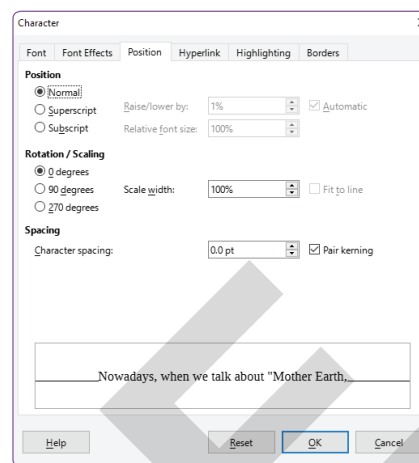 Character
Font Font Effects Position Hyperlink Highlighting Borders
Position
Normal
Superscript Raise/lower by: 1% Automatic
Subscript Relative font size: 100%
Rotation / Scaling
0 degrees
90 degrees Scale width: 100% Fit to line
270 degrees
Spacing
Character spacing: 0.0 pt Pair kerning
Nowadays, when we talk about "Mother Earth,
Help Reset OK Cancel